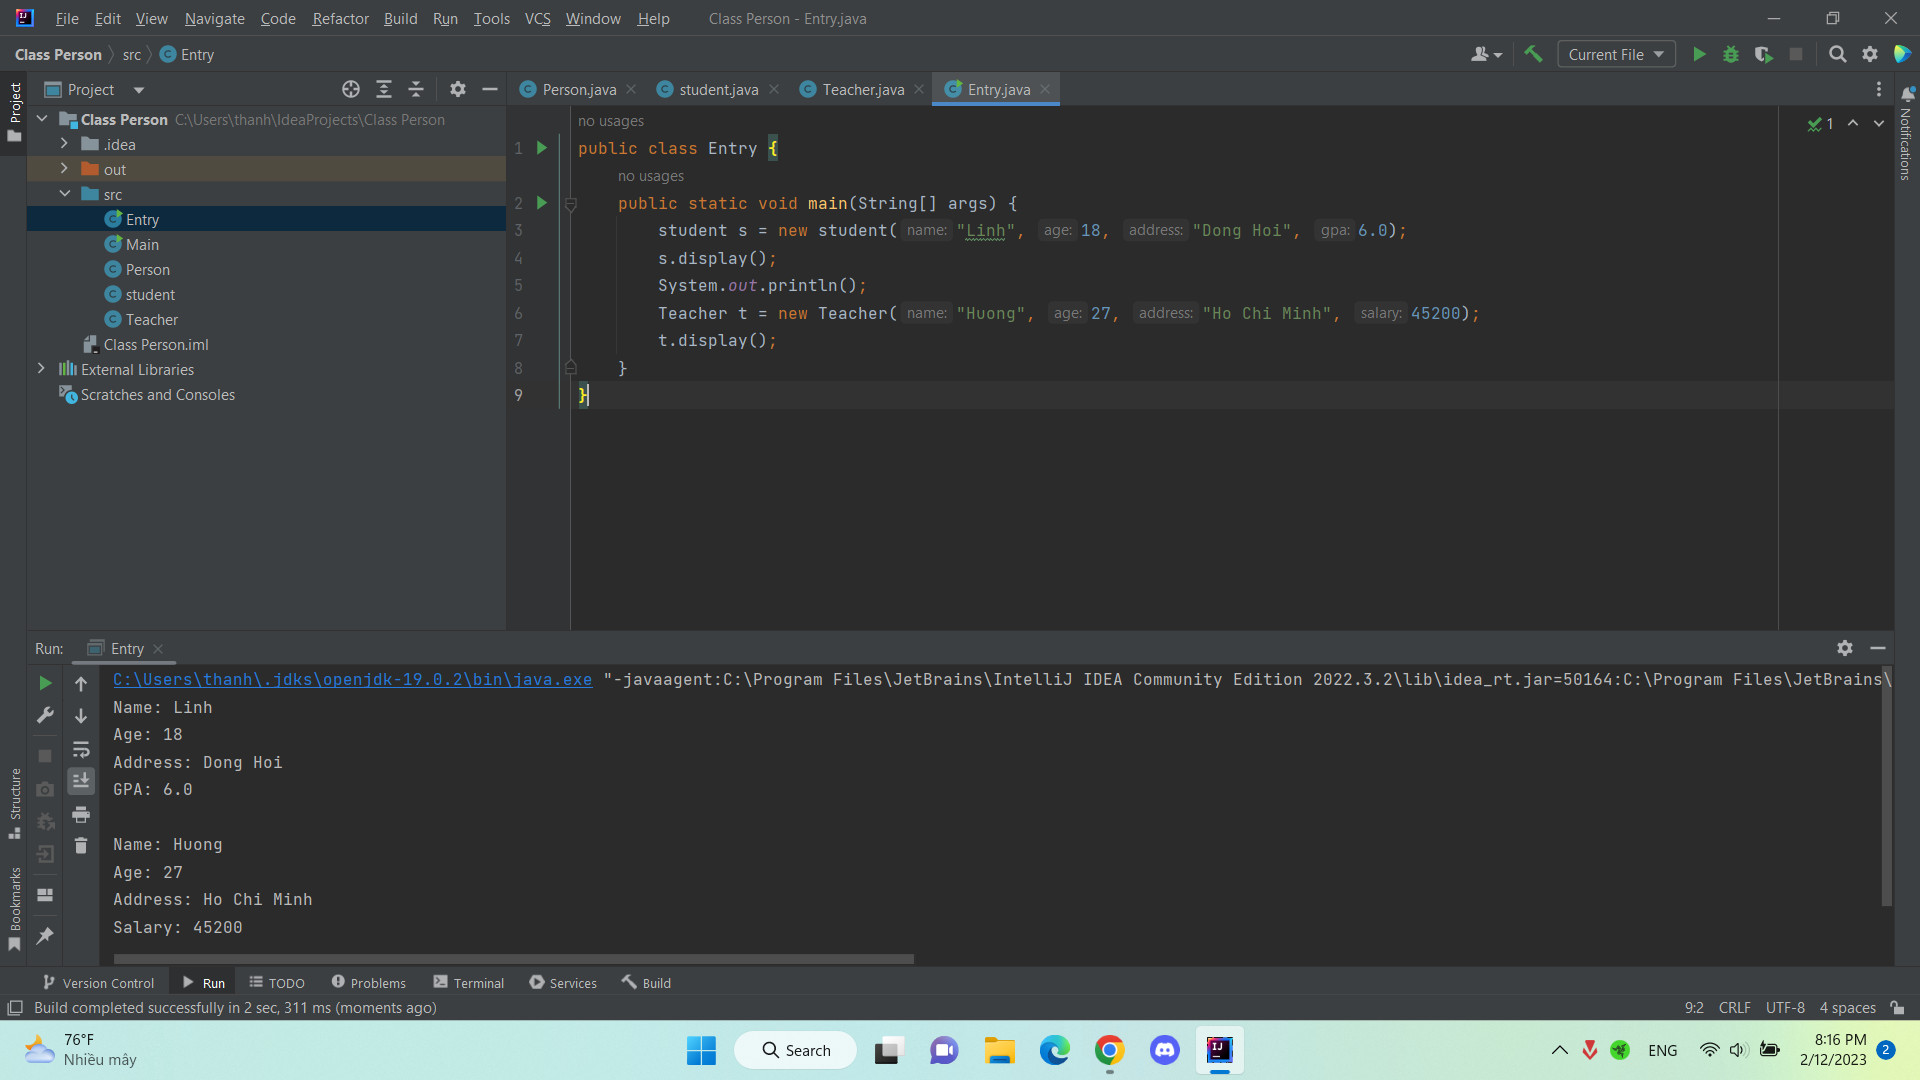 File Edit View Navigate Code Refactor Build Run Tools VCS Window Help Class Person - Entry.java
Class Person src Entry
Current File
Project
Project
Person.java student.java Teacher.java Entry.java
Notifications
Class Person C:\Users\thanh\IdeaProjects\Class Person
.idea
out
src
Entry
Main
Person
student
Teacher
Class Person.iml
External Libraries
Scratches and Consoles
no usages
1 public class Entry {
no usages
2 public static void main(String[] args) {
3 student s = new student( name: "Linh", age: 18, address: "Dong Hoi", gpa: 6.0);
4 s.display();
5 System.out.println();
6 Teacher t = new Teacher( name: "Huong", age: 27, address: "Ho Chi Minh", salary: 45200);
7 t.display();
8 }
9 }
1
Run: Entry
C:\Users\thanh\.jdks\openjdk-19.0.2\bin\java.exe "-javaagent:C:\Program Files\JetBrains\IntelliJ IDEA Community Edition 2022.3.2\lib\idea_rt.jar=50164:C:\Program Files\JetBrains\
Name: Linh
Age: 18
Address: Dong Hoi
GPA: 6.0
Name: Huong
Age: 27
Address: Ho Chi Minh
Salary: 45200
Structure
Bookmarks
Version Control Run TODO Problems Terminal Services Build
Build completed successfully in 2 sec, 311 ms (moments ago)
9:2 CRLF UTF-8 4 spaces
76°F
Nhiều mây
Search
ENG
8:16 PM
2/12/2023
2